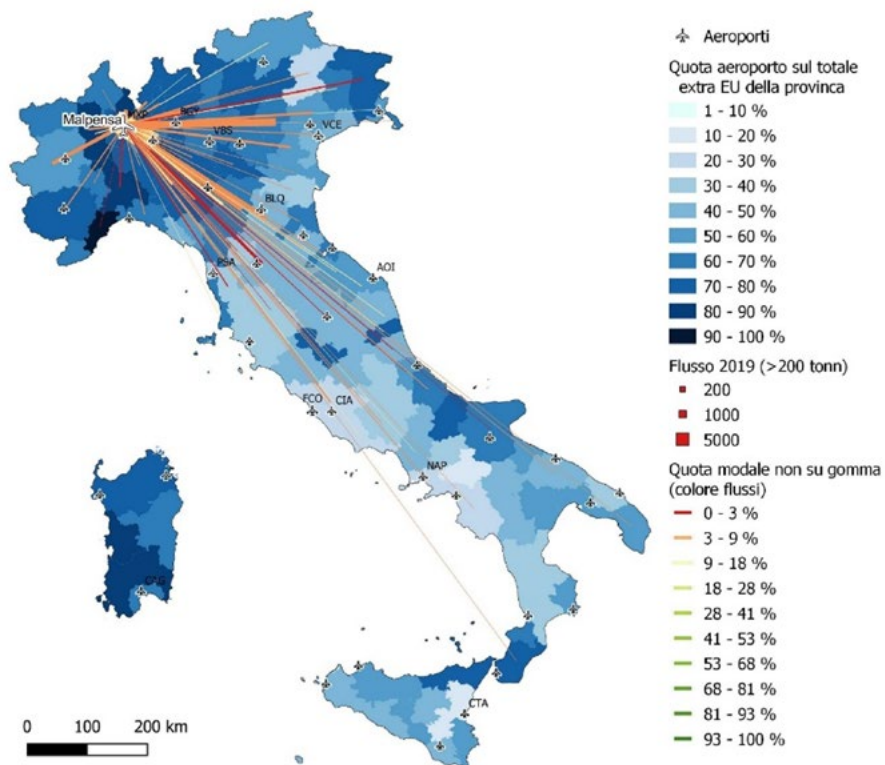 Malpensa
BGY
VBS
VCE
BLQ
PSA
AOI
FCO
CIA
NAP
CAG
CTA
0 100 200 km
Aeroporti
Quota aeroporto sul totale
extra EU della provinca
1 - 10 %
10 - 20 %
20 - 30 %
30 - 40 %
40 - 50 %
50 - 60 %
60 - 70 %
70 - 80 %
80 - 90 %
90 - 100 %
Flusso 2019 (>200 tonn)
200
1000
5000
Quota modale non su gomma
(colore flussi)
0 - 3 %
3 - 9 %
9 - 18 %
18 - 28 %
28 - 41 %
41 - 53 %
53 - 68 %
68 - 81 %
81 - 93 %
93 - 100 %